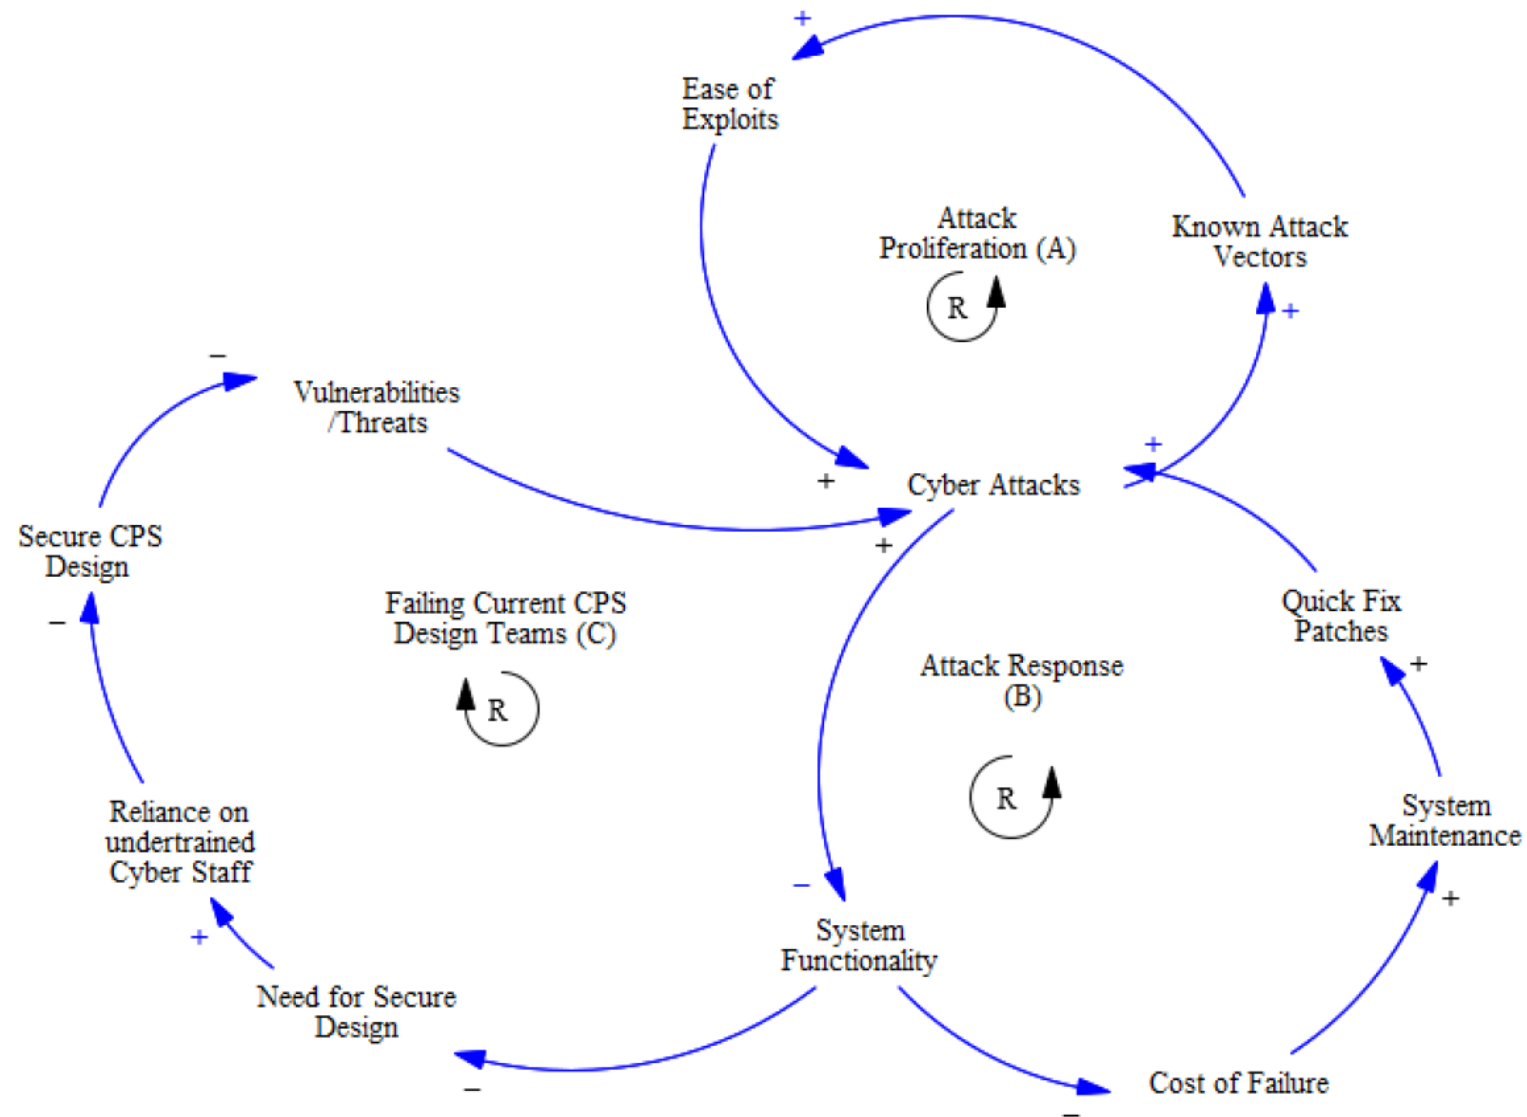 +
Ease of
Exploits
Attack
Proliferation (A)
R
Known Attack
Vectors
+
−
Vulnerabilities
/Threats
+
+
Cyber Attacks
+
Secure CPS
Design
−
Failing Current CPS
Design Teams (C)
R
Quick Fix
Patches
+
Attack Response
(B)
R
System
Maintenance
+
Reliance on
undertrained
Cyber Staff
+
−
System
Functionality
Need for Secure
Design
−
Cost of Failure
−